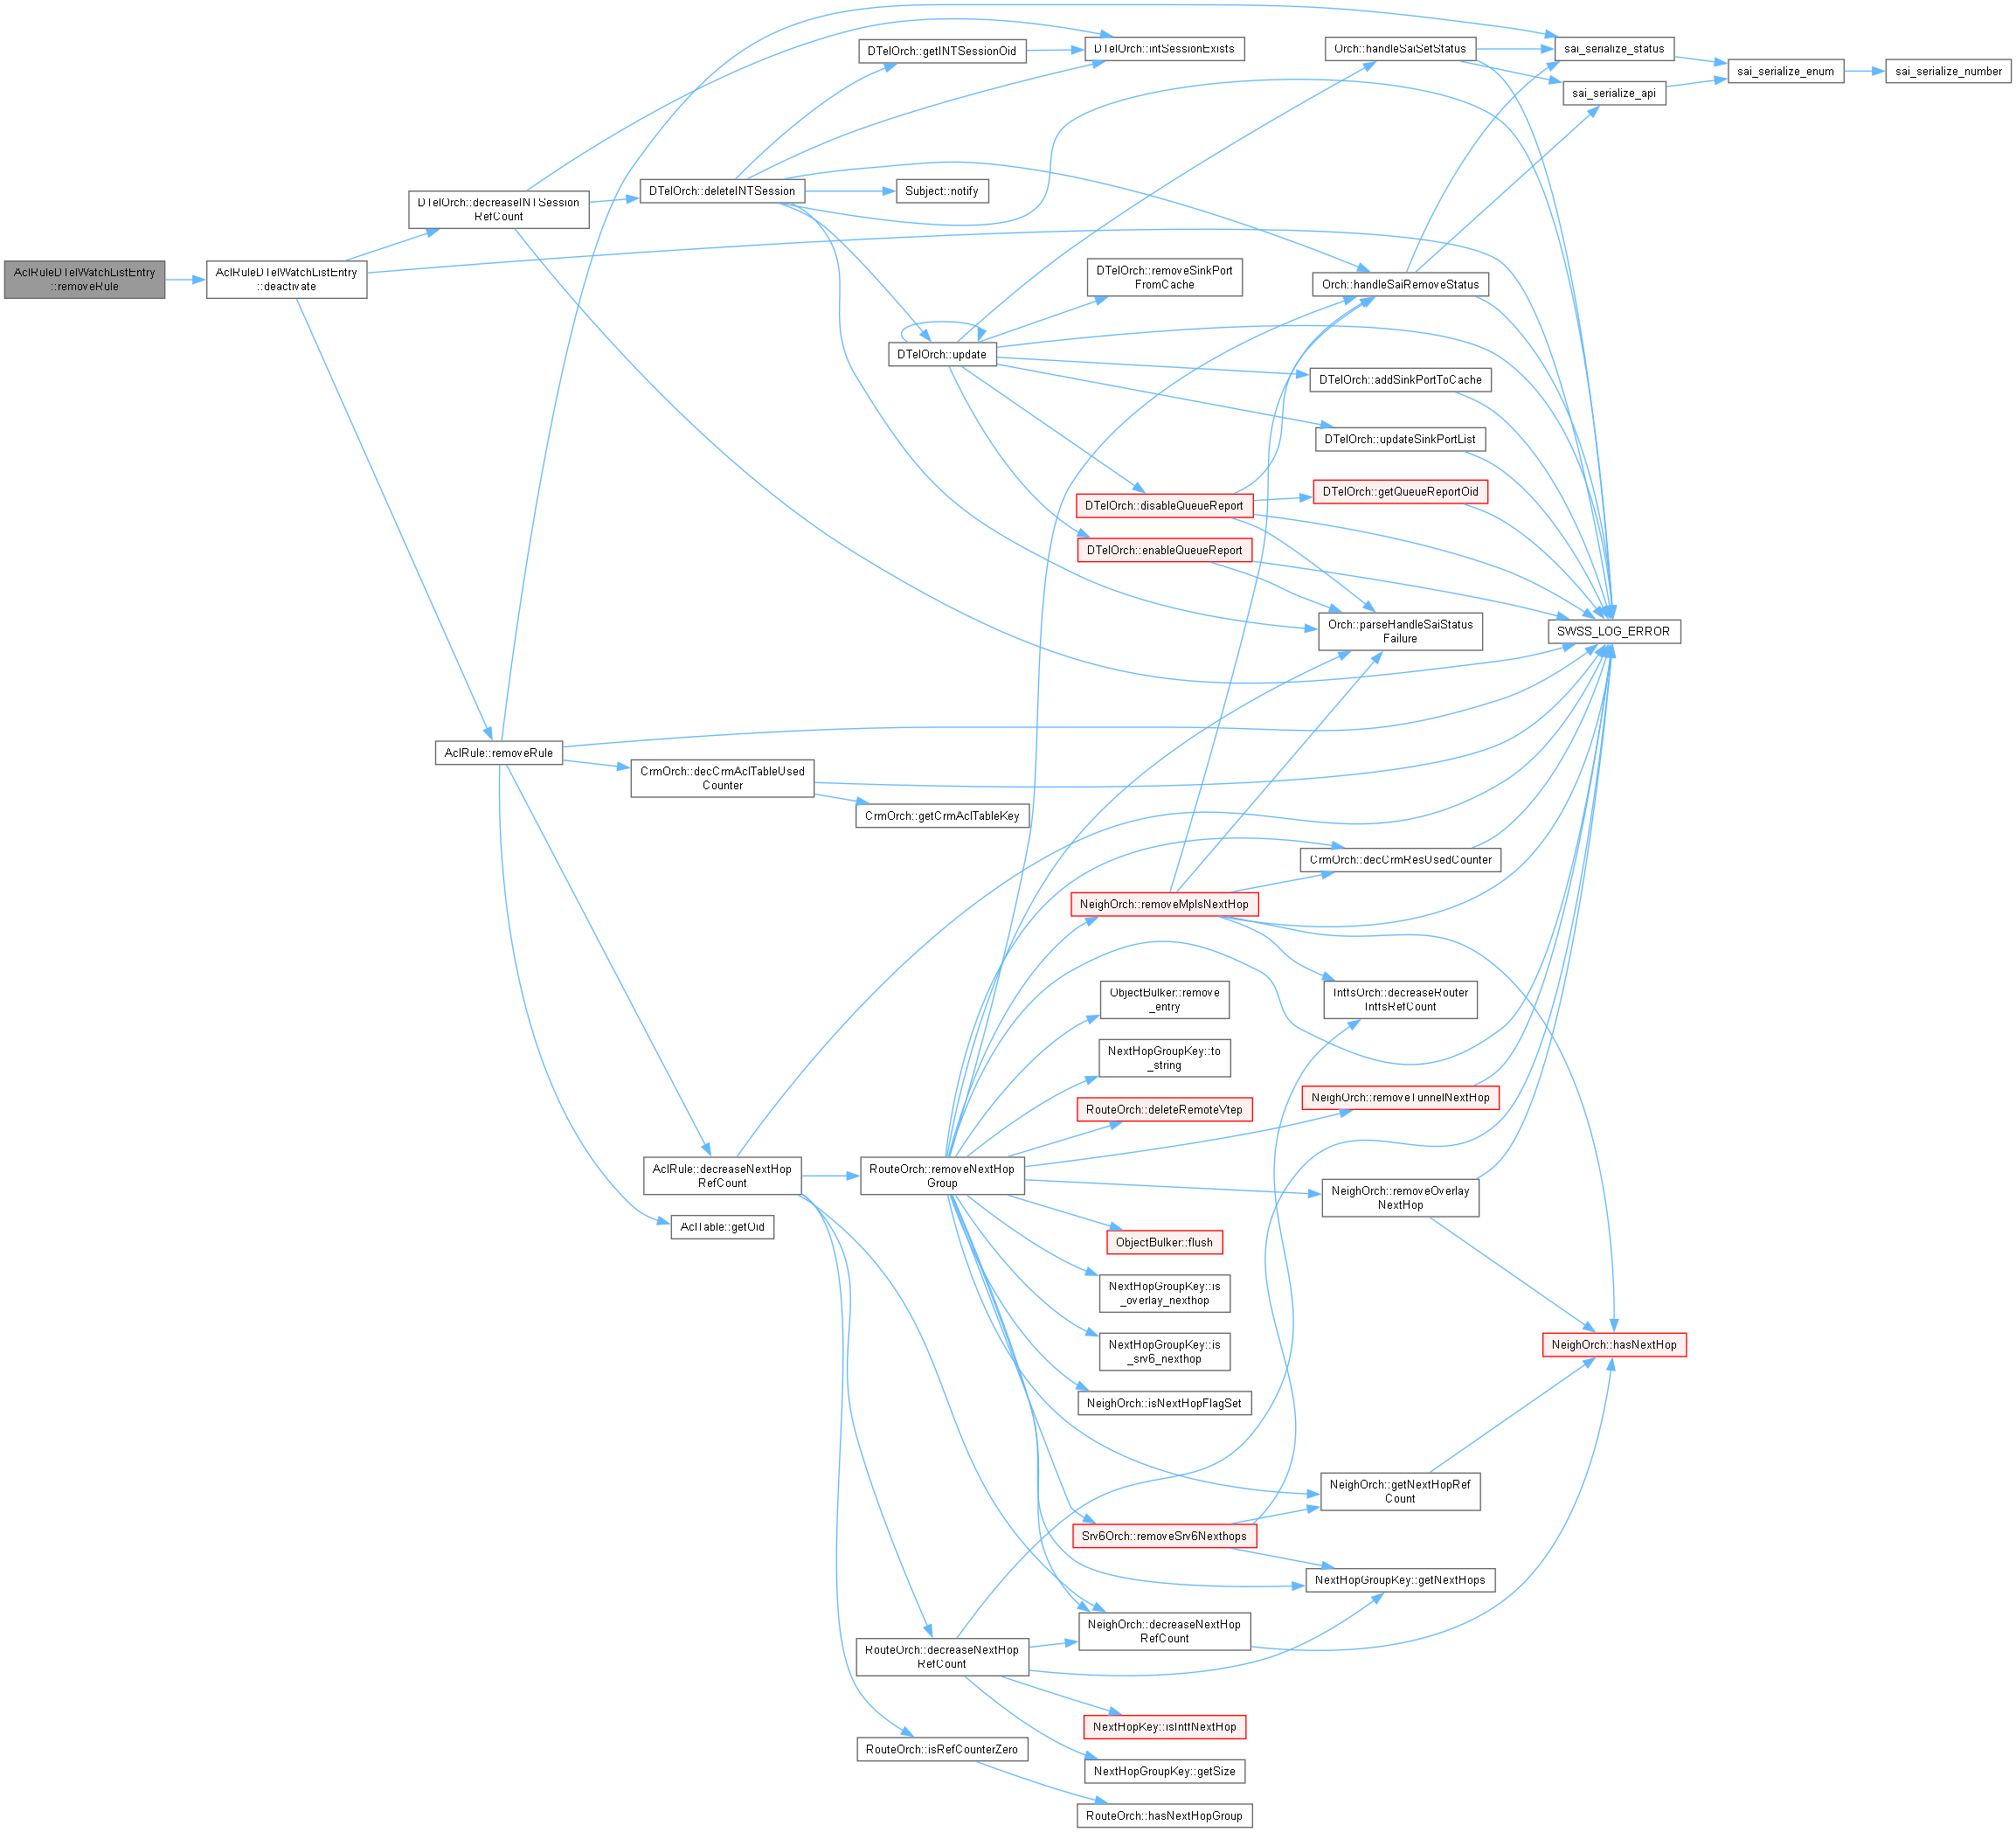 AclRuleDTelWatchListEntry
::removeRule
AclRuleDTelWatchListEntry
::deactivate
DTelOrch::decreaseINTSession
RefCount
AclRule::removeRule
DTelOrch::deleteINTSession
CrmOrch::decCrmAclTableUsed
Counter
AclRule::decreaseNextHop
RefCount
AclTable::getOid
DTelOrch::getINTSessionOid
Subject::notify
DTelOrch::update
CrmOrch::getCrmAclTableKey
RouteOrch::removeNextHop
Group
RouteOrch::decreaseNextHop
RefCount
RouteOrch::isRefCounterZero
DTelOrch::intSessionExists
DTelOrch::removeSinkPort
FromCache
DTelOrch::disableQueueReport
DTelOrch::enableQueueReport
NeighOrch::removeMplsNextHop
ObjectBulker::remove
_entry
NextHopGroupKey::to
_string
RouteOrch::deleteRemoteVtep
ObjectBulker::flush
NextHopGroupKey::is
_overlay_nexthop
NextHopGroupKey::is
_srv6_nexthop
NeighOrch::isNextHopFlagSet
Srv6Orch::removeSrv6Nexthops
NeighOrch::decreaseNextHop
RefCount
NextHopKey::isIntfNextHop
NextHopGroupKey::getSize
RouteOrch::hasNextHopGroup
Orch::handleSaiSetStatus
Orch::handleSaiRemoveStatus
DTelOrch::addSinkPortToCache
DTelOrch::updateSinkPortList
DTelOrch::getQueueReportOid
Orch::parseHandleSaiStatus
Failure
CrmOrch::decCrmResUsedCounter
IntfsOrch::decreaseRouter
IntfsRefCount
NeighOrch::removeTunnelNextHop
NeighOrch::removeOverlay
NextHop
NeighOrch::getNextHopRef
Count
NextHopGroupKey::getNextHops
sai_serialize_status
sai_serialize_api
SWSS_LOG_ERROR
NeighOrch::hasNextHop
sai_serialize_enum
sai_serialize_number